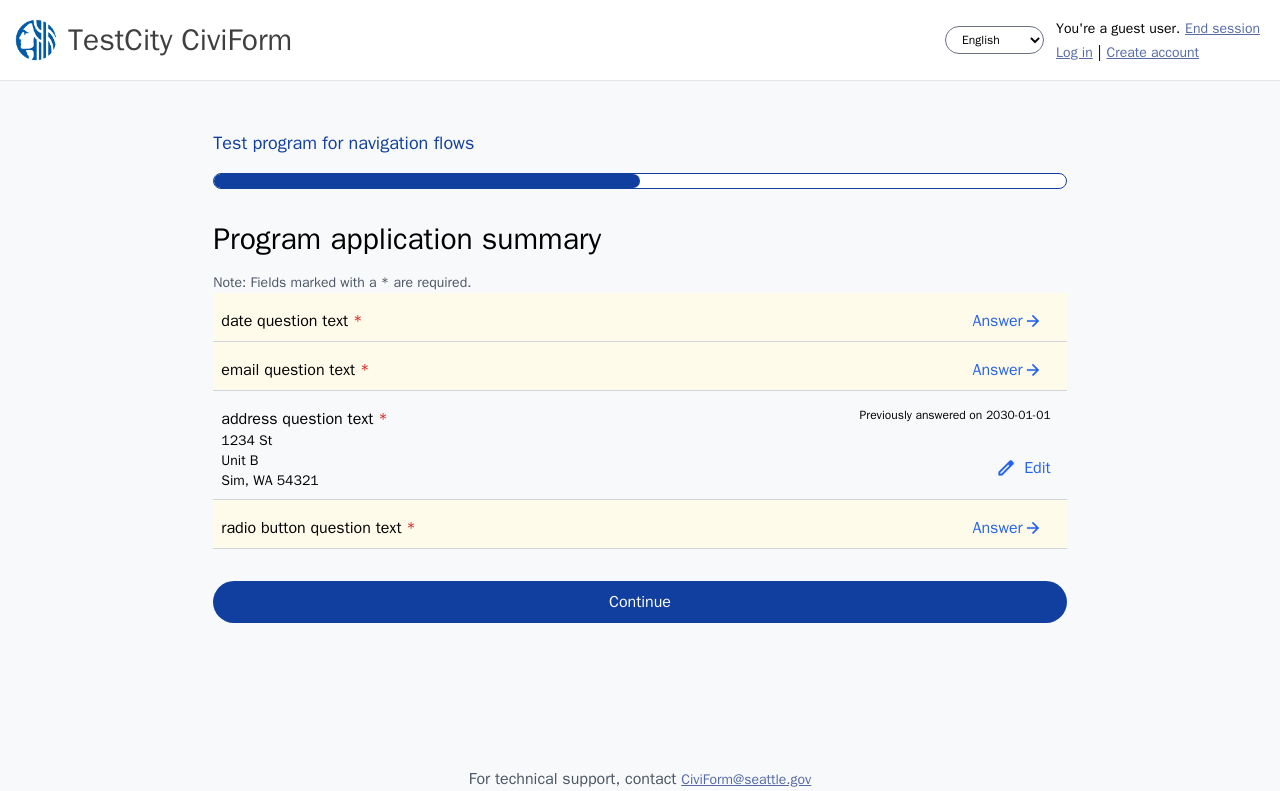 TestCity CiviForm
English
You're a guest user. End session
Log in | Create account
Test program for navigation flows
Program application summary
Note: Fields marked with a * are required.
date question text *
Answer
email question text *
Answer
address question text *
Previously answered on 2030-01-01
1234 St
Unit B
Sim, WA 54321
Edit
radio button question text *
Answer
Continue
For technical support, contact CiviForm@seattle.gov